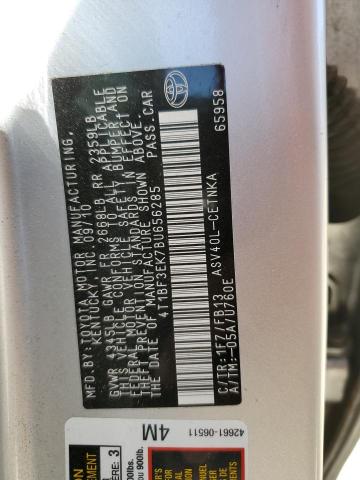 MFD.BY:TOYOTA MOTOR MANUFACTURING,
KENTUCKY, INC. 09/10
GVWR 4345LB GAWR FR 2668LB RR 2359LB
THIS VEHICLE CONFORMS TO ALL APPLICABLE
FEDERAL MOTOR VEHICLE SAFETY, BUMPER, AND
THEFT PREVENTION STANDARDS IN EFFECT ON
THE DATE OF MANUFACTURE SHOWN ABOVE.
4T1BF3EK7BU656285 PASS.CAR
ASV40L-CETNKA
C/TR:1F7/FB13
A/TM:-05A/U760E
65958
4M
42661-06511